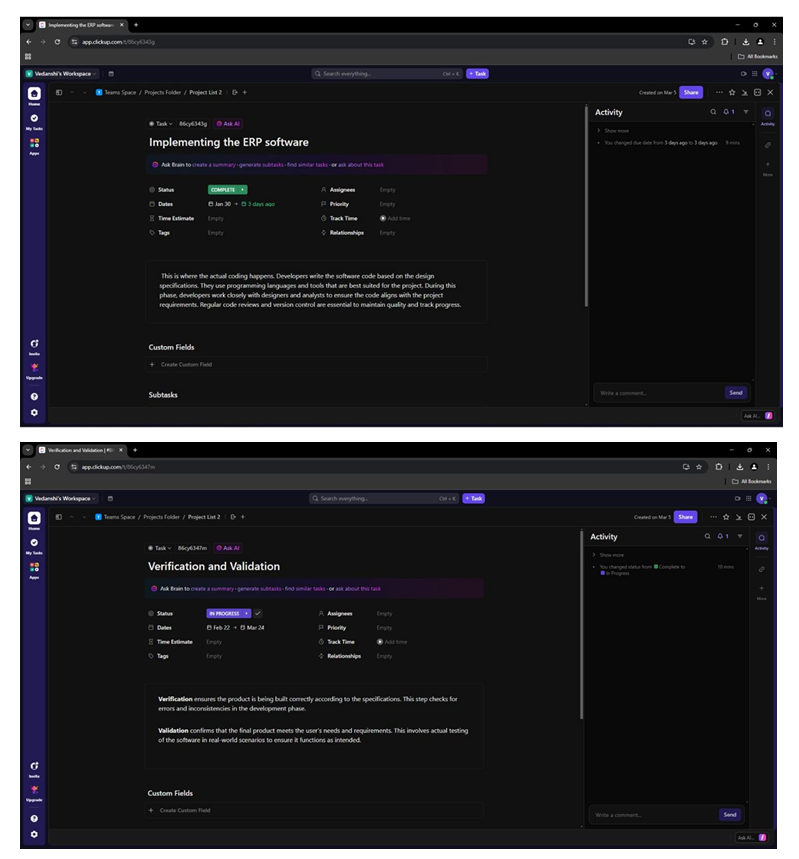 Implementing the ERP software
app.clickup.com/t/86cy6343g
All Bookmarks
Vedanshi's Workspace
Search everything...
Ctrl + K
+ Task
Home
My Tasks
Apps
Invite
Upgrade
Teams Space / Projects Folder / Project List 2
Created on Mar 5
Share
Task
86cy6343g
Ask AI
Implementing the ERP software
Ask Brain to create a summary · generate subtasks · find similar tasks · or ask about this task
Status
COMPLETE
Assignees
Empty
Dates
Jan 30 → 3 days ago
Priority
Empty
Time Estimate
Empty
Track Time
Add time
Tags
Empty
Relationships
Empty
This is where the actual coding happens. Developers write the software code based on the design
specifications. They use programming languages and tools that are best suited for the project. During this
phase, developers work closely with designers and analysts to ensure the code aligns with the project
requirements. Regular code reviews and version control are essential to maintain quality and track progress.
Custom Fields
+ Create Custom Field
Subtasks
Activity
1
Show more
You changed due date from 3 days ago to 3 days ago
9 mins
Write a comment...
Send
Activity
More
Ask AI...
Verification and Validation | #8
app.clickup.com/t/86cy6347m
All Bookmarks
Vedanshi's Workspace
Search everything...
Ctrl + K
+ Task
Home
My Tasks
Apps
Invite
Upgrade
Teams Space / Projects Folder / Project List 2
Created on Mar 5
Share
Task
86cy6347m
Ask AI
Verification and Validation
Ask Brain to create a summary · generate subtasks · find similar tasks · or ask about this task
Status
IN PROGRESS
Assignees
Empty
Dates
Feb 22 → Mar 24
Priority
Empty
Time Estimate
Empty
Track Time
Add time
Tags
Empty
Relationships
Empty
Verification ensures the product is being built correctly according to the specifications. This step checks for
errors and inconsistencies in the development phase.
Validation confirms that the final product meets the user's needs and requirements. This involves actual testing
of the software in real-world scenarios to ensure it functions as intended.
Custom Fields
+ Create Custom Field
Activity
1
Show more
You changed status from Complete to
In Progress
10 mins
Write a comment...
Send
Activity
More
Ask AI...